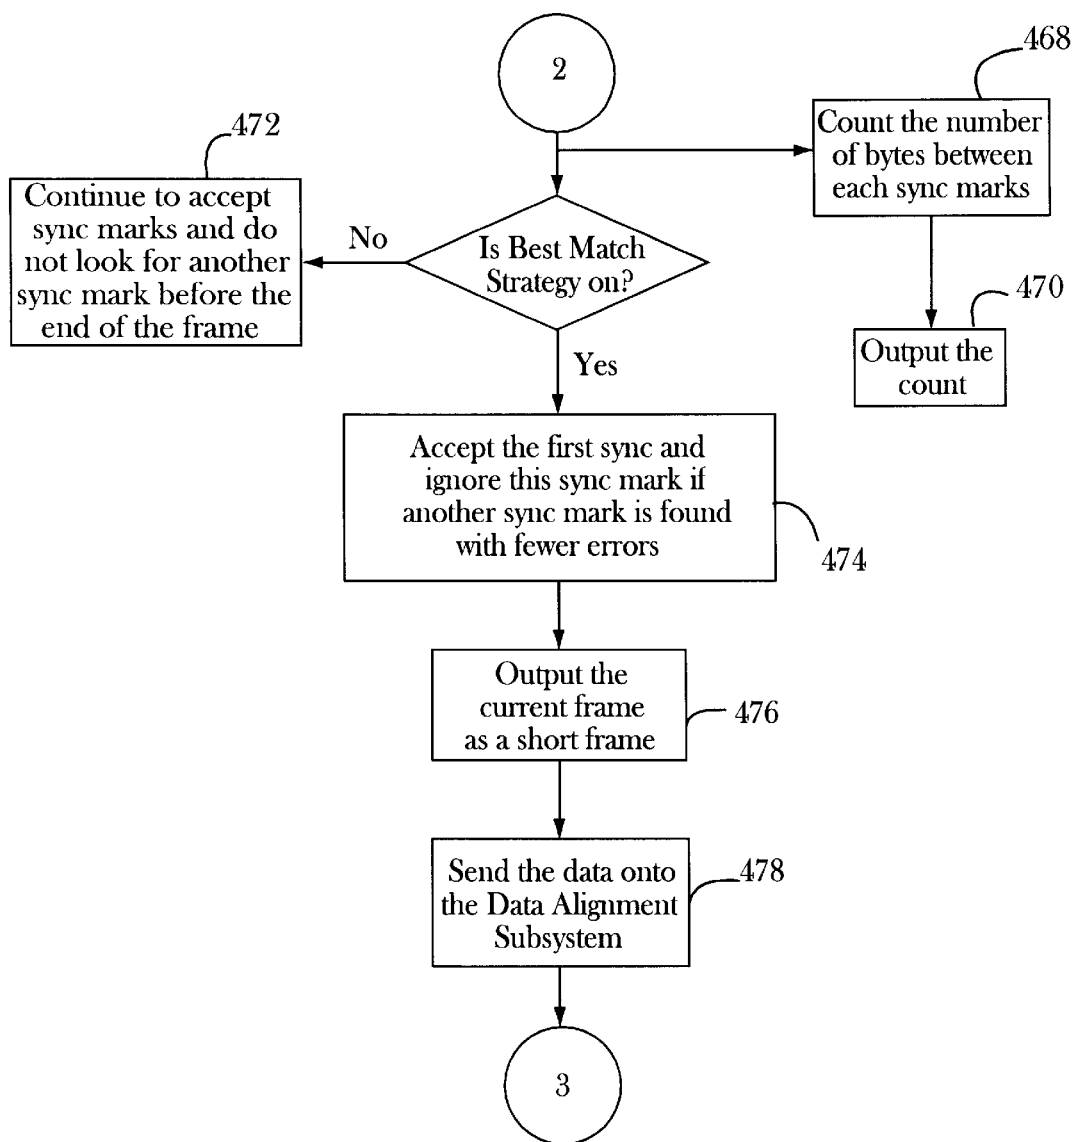 2
468
Count the number
of bytes between
each sync marks
472
Continue to accept
sync marks and do
not look for another
sync mark before the
end of the frame
No
Is Best Match
Strategy on?
470
Output the
count
Yes
Accept the first sync and
ignore this sync mark if
another sync mark is found
with fewer errors
474
Output the
current frame
as a short frame
476
Send the data onto
the Data Alignment
Subsystem
478
3